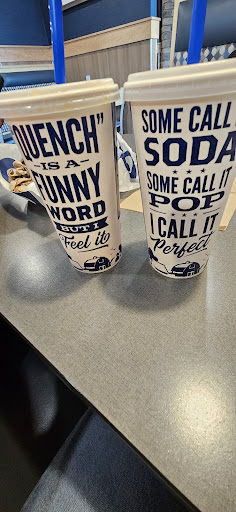 QUENCH"
IS A
FUNNY
WORD
BUT I
Feel it
SOME CALL IT
SODA
SOME CALL IT
POP
I CALL IT
Perfect